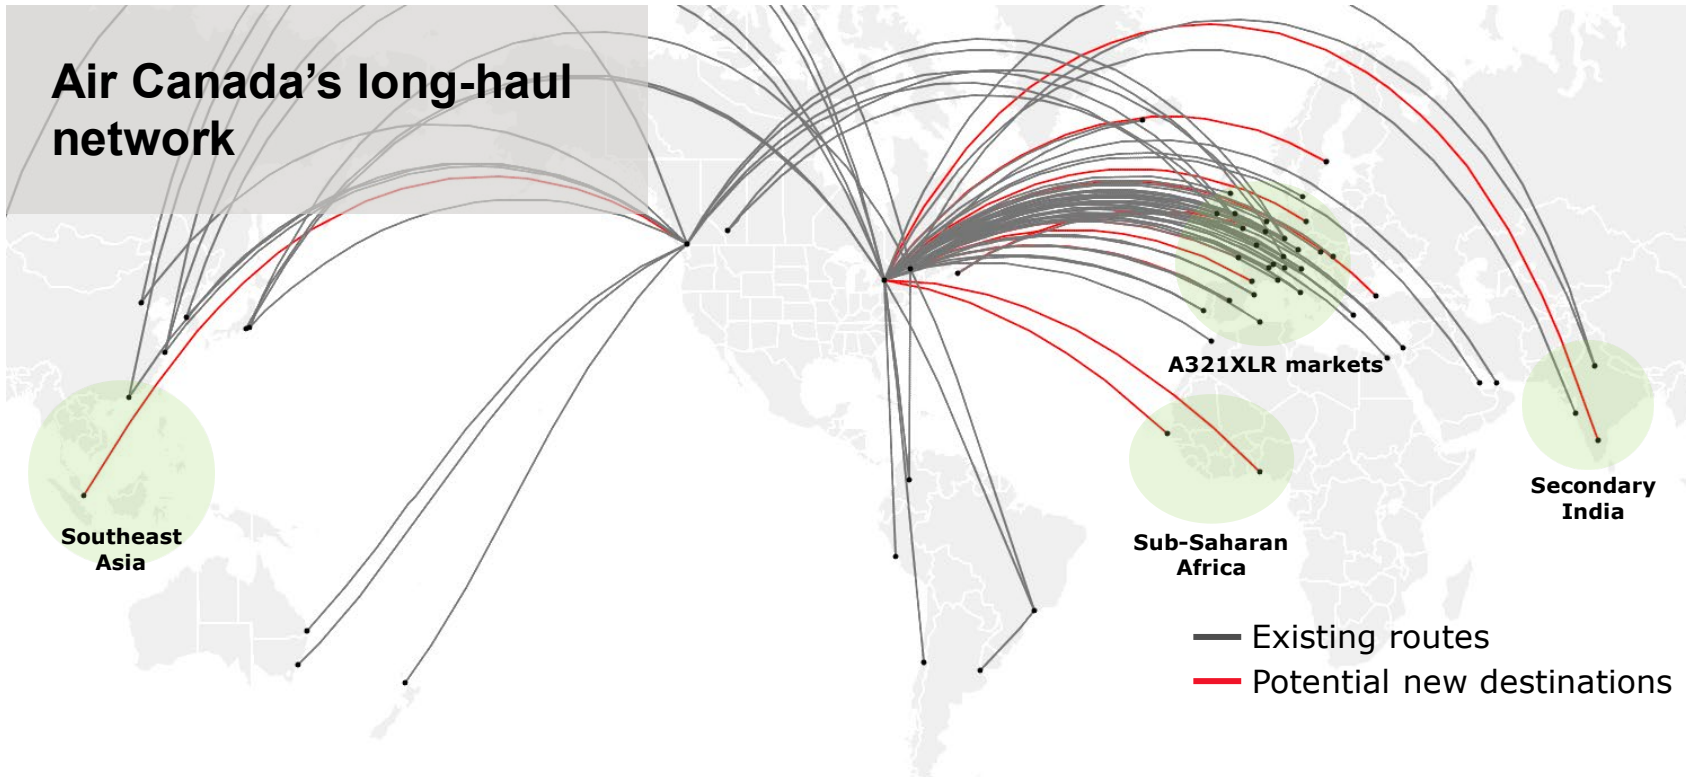 Air Canada’s long-haul
network
A321XLR markets
Secondary
India
Southeast
Asia
Sub-Saharan
Africa
Existing routes
Potential new destinations